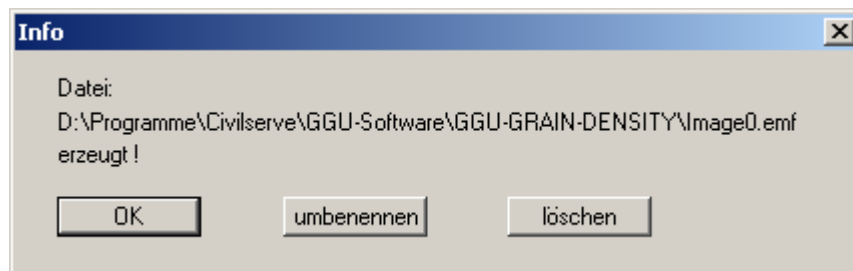 Info
Datei:
D:\Programme\Civilserve\GGU-Software\GGU-GRAIN-DENSITY\Image0.emf
erzeugt !
OK umbenennen löschen